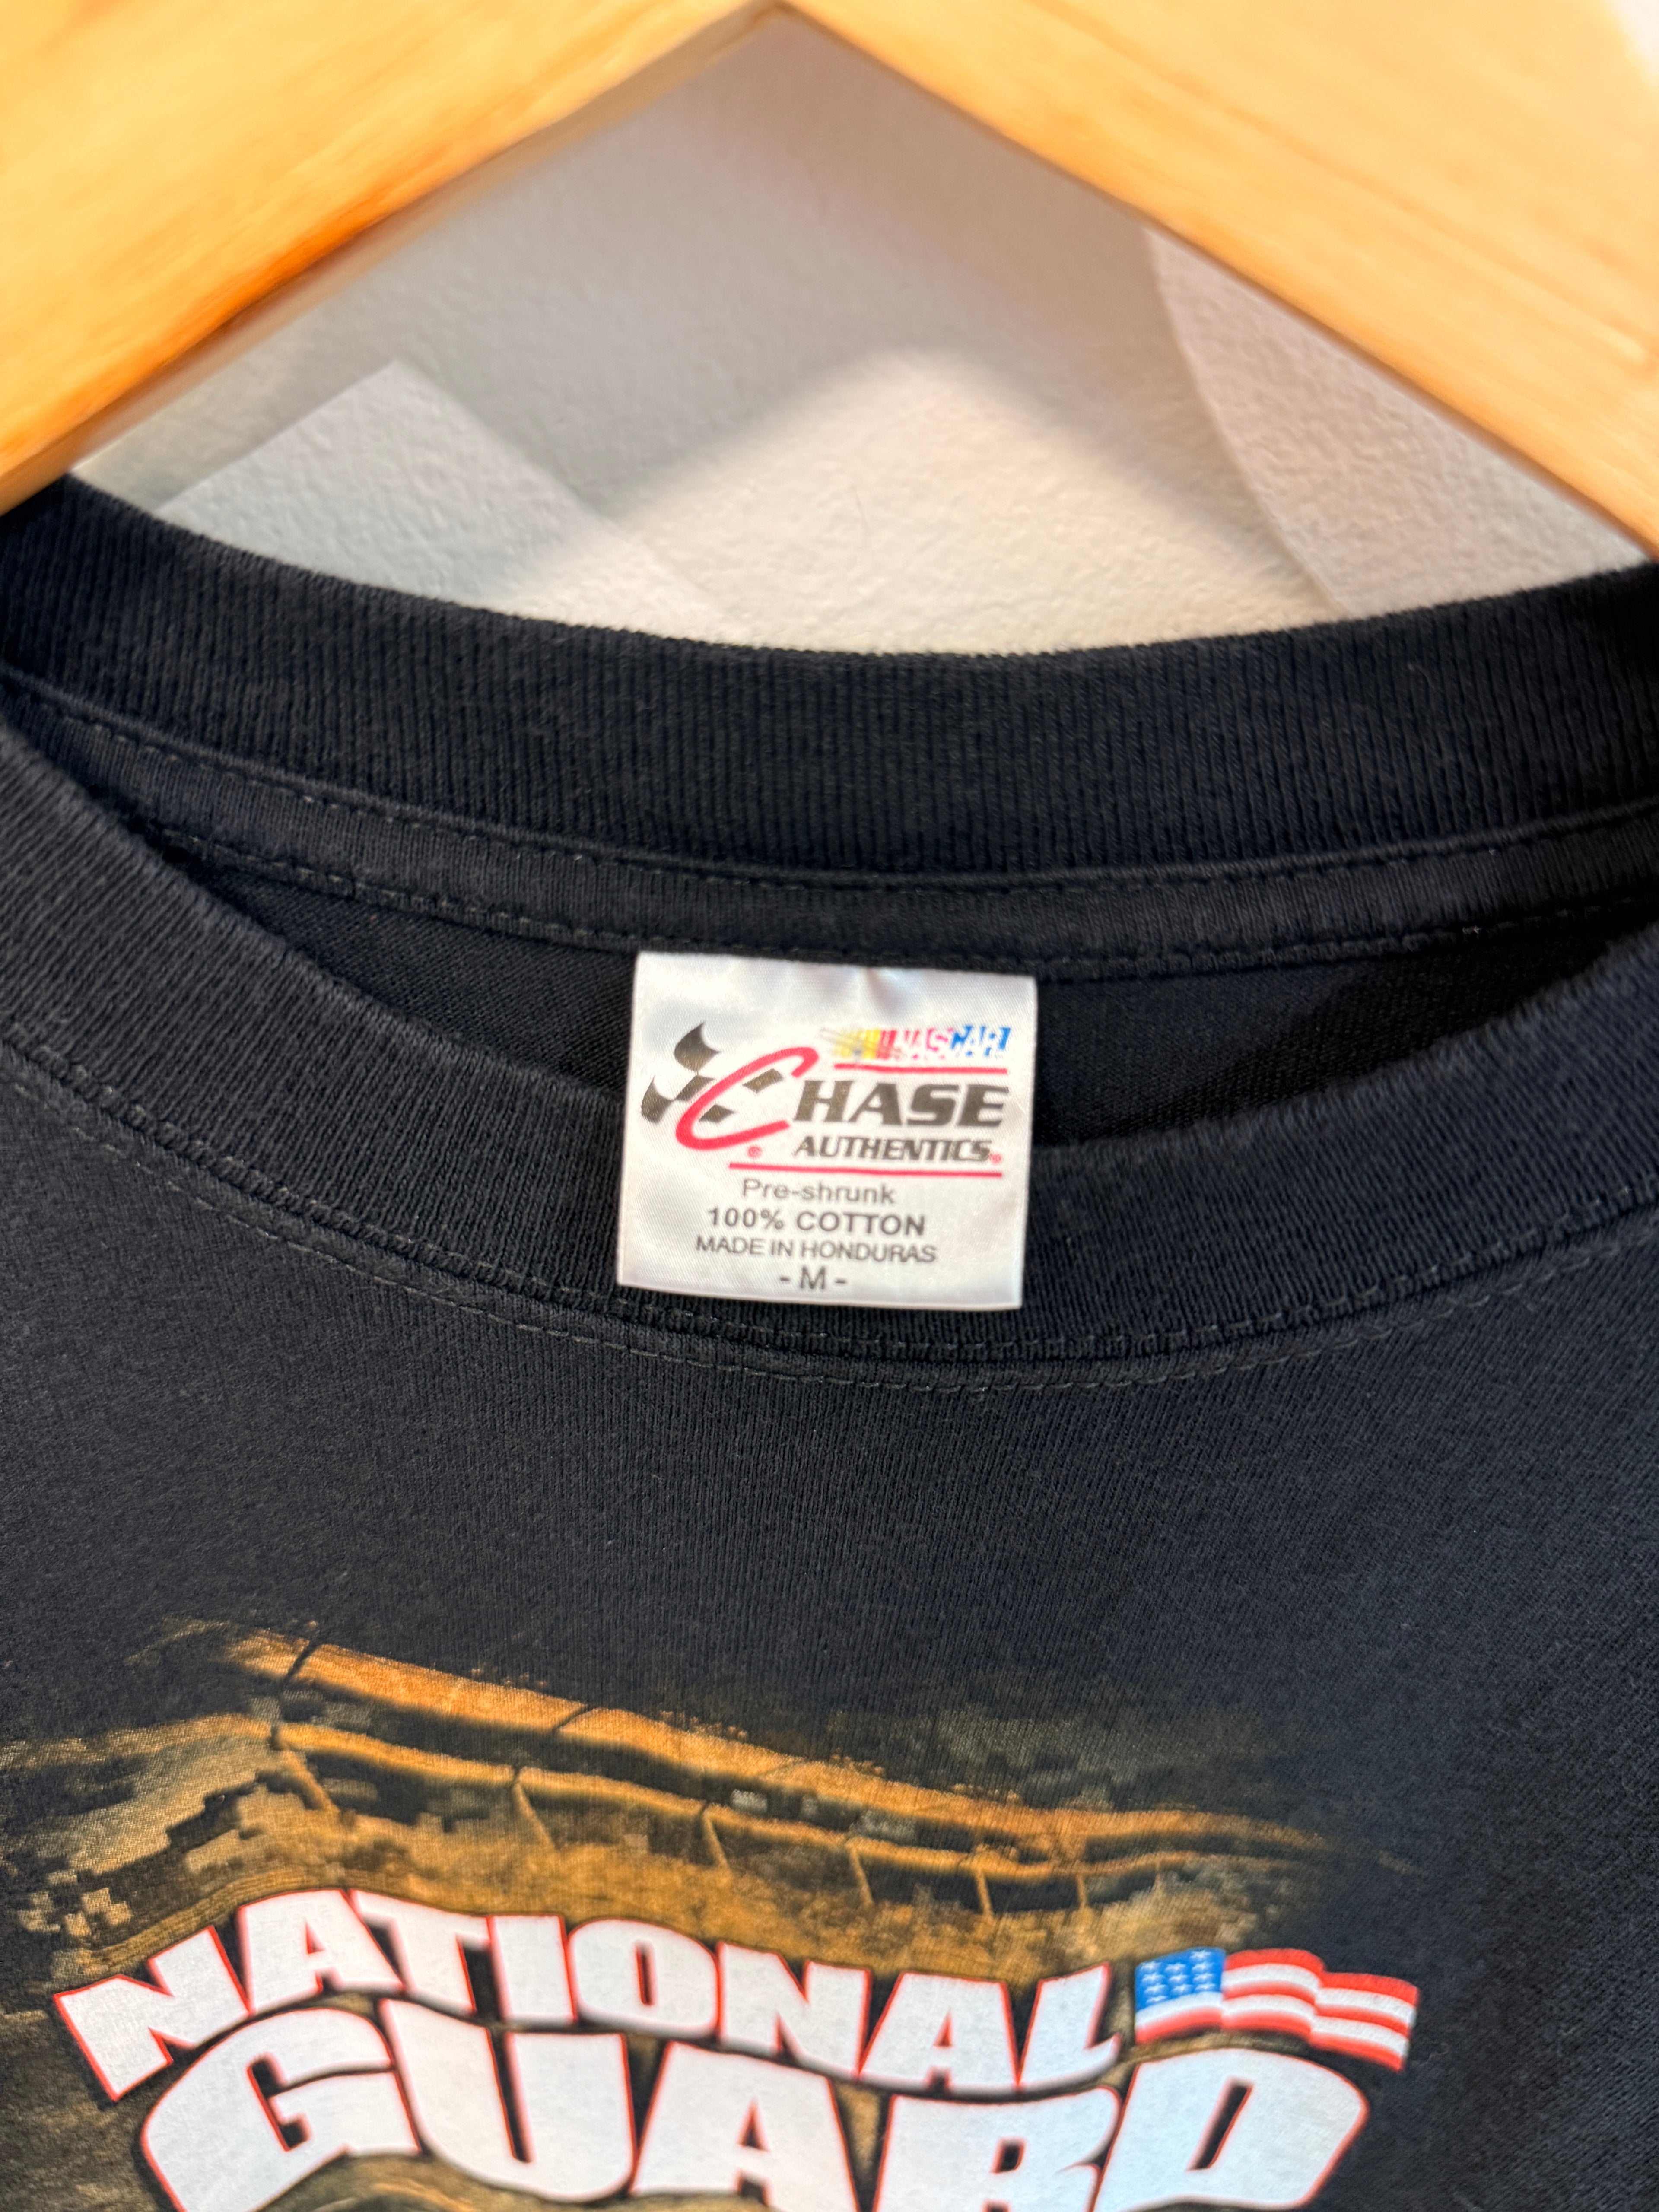 NASCAR
CHASE
AUTHENTICS
Pre-shrunk
100% COTTON
MADE IN HONDURAS
- M -
NATIONAL
GUARD